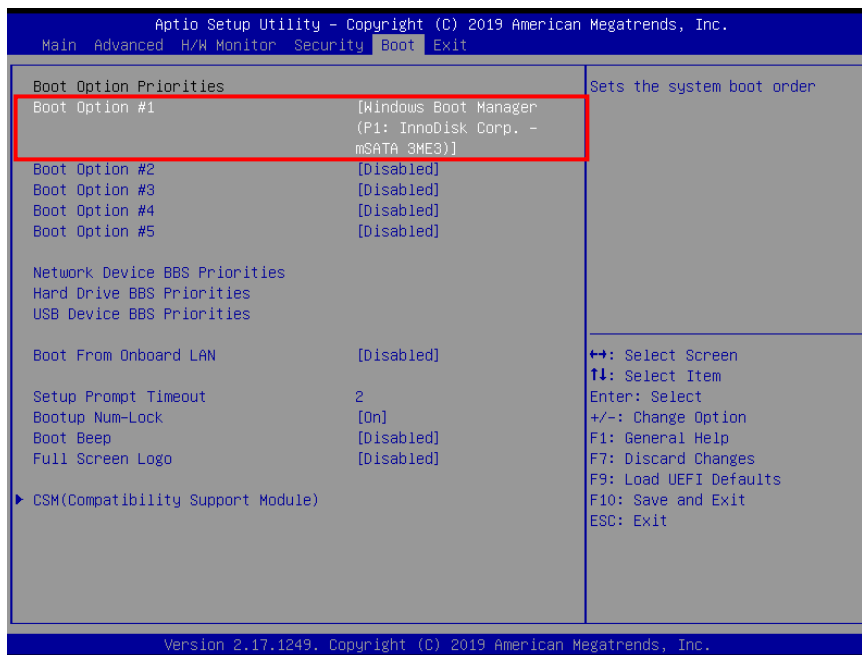 Aptio Setup Utility – Copyright (C) 2019 American Megatrends, Inc.
Main Advanced H/W Monitor Security Boot Exit
Boot Option Priorities
Boot Option #1 [Windows Boot Manager
(P1: InnoDisk Corp. –
mSATA 3ME3)]
Boot Option #2 [Disabled]
Boot Option #3 [Disabled]
Boot Option #4 [Disabled]
Boot Option #5 [Disabled]
Network Device BBS Priorities
Hard Drive BBS Priorities
USB Device BBS Priorities
Boot From Onboard LAN [Disabled]
Setup Prompt Timeout 2
Bootup Num-Lock [On]
Boot Beep [Disabled]
Full Screen Logo [Disabled]
CSM(Compatibility Support Module)
Sets the system boot order
↔: Select Screen
↑↓: Select Item
Enter: Select
+/-: Change Option
F1: General Help
F7: Discard Changes
F9: Load UEFI Defaults
F10: Save and Exit
ESC: Exit
Version 2.17.1249. Copyright (C) 2019 American Megatrends, Inc.